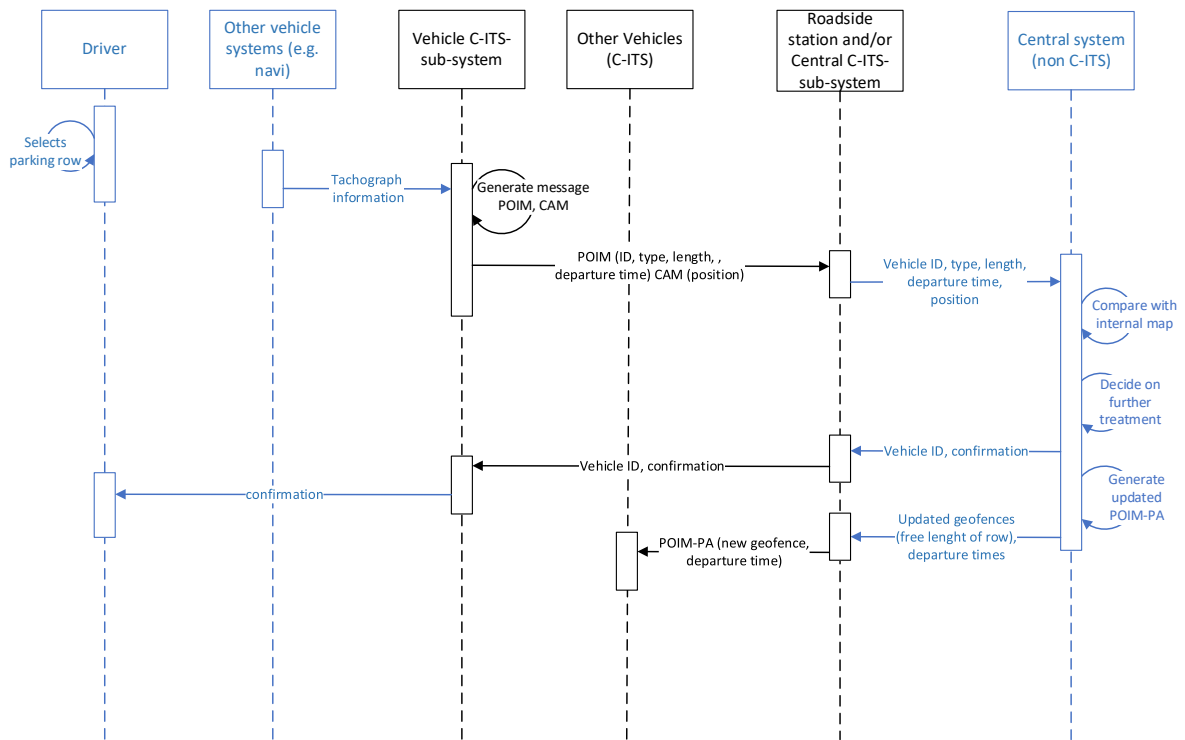 Driver
Other vehicle
systems (e.g.
navi)
Vehicle C-ITS-
sub-system
Other Vehicles
(C-ITS)
Roadside
station and/or
Central C-ITS-
sub-system
Central system
(non C-ITS)
Selects
parking row
Tachograph
information
Generate message
POIM, CAM
POIM (ID, type, length, ,
departure time) CAM (position)
Vehicle ID, type, length,
departure time,
position
Compare with
internal map
Decide on
further
treatment
Vehicle ID, confirmation
Vehicle ID, confirmation
confirmation
Generate
updated
POIM-PA
Updated geofences
(free lenght of row),
departure times
POIM-PA (new geofence,
departure time)